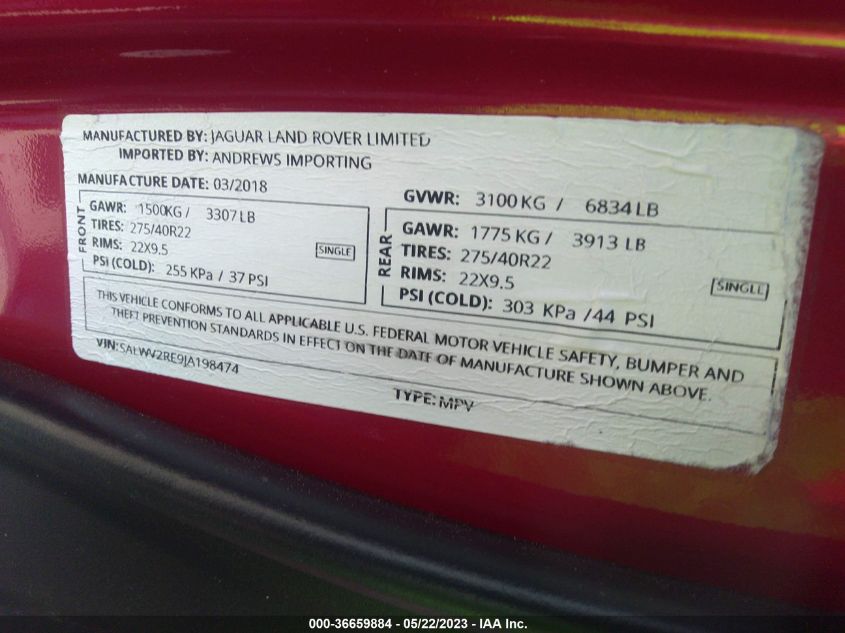 MANUFACTURED BY: JAGUAR LAND ROVER LIMITED
IMPORTED BY: ANDREWS IMPORTING
MANUFACTURE DATE: 03/2018
GVWR: 3100 KG / 6834 LB
FRONT
GAWR: 1500KG / 3307 LB
TIRES: 275/40R22
RIMS: 22X9.5
SINGLE
PSI (COLD): 255 KPa / 37 PSI
REAR
GAWR: 1775 KG / 3913 LB
TIRES: 275/40R22
RIMS: 22X9.5
SINGLE
PSI (COLD): 303 KPa /44 PSI
THIS VEHICLE CONFORMS TO ALL APPLICABLE U.S. FEDERAL MOTOR VEHICLE SAFETY, BUMPER AND
THEFT PREVENTION STANDARDS IN EFFECT ON THE DATE OF MANUFACTURE SHOWN ABOVE.
VIN: SALWV2RE9JA198474
TYPE: MPV
000-36659884 - 05/22/2023 - IAA Inc.